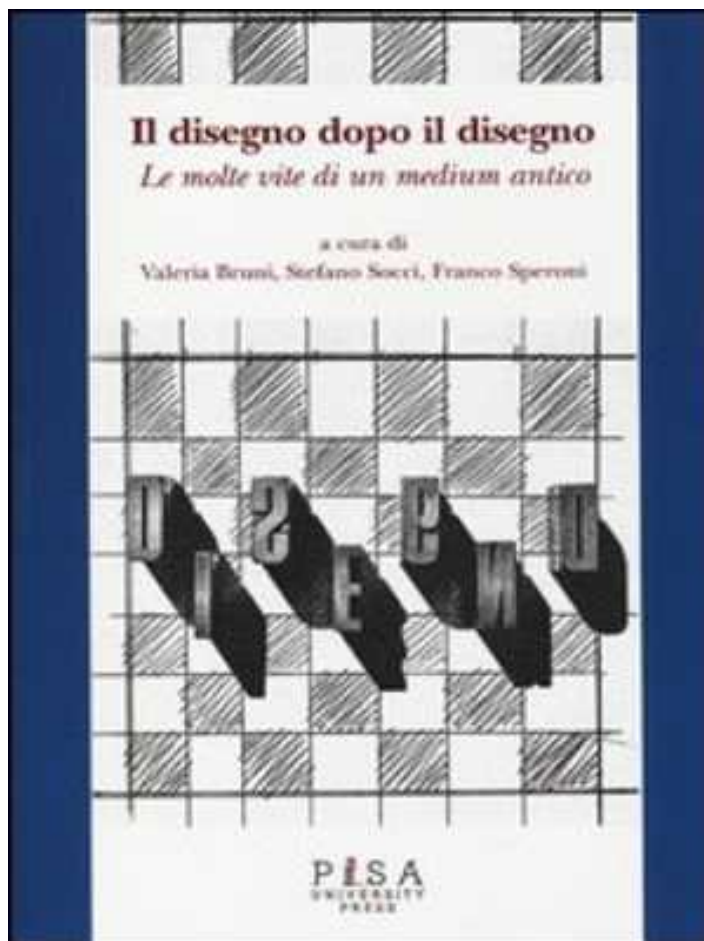 Il disegno dopo il disegno
Le molte vite di un medium antico
a cura di
Valeria Bruni, Stefano Socci, Franco Speroni
DISEGNO
PISA
UNIVERSITY
PRESS